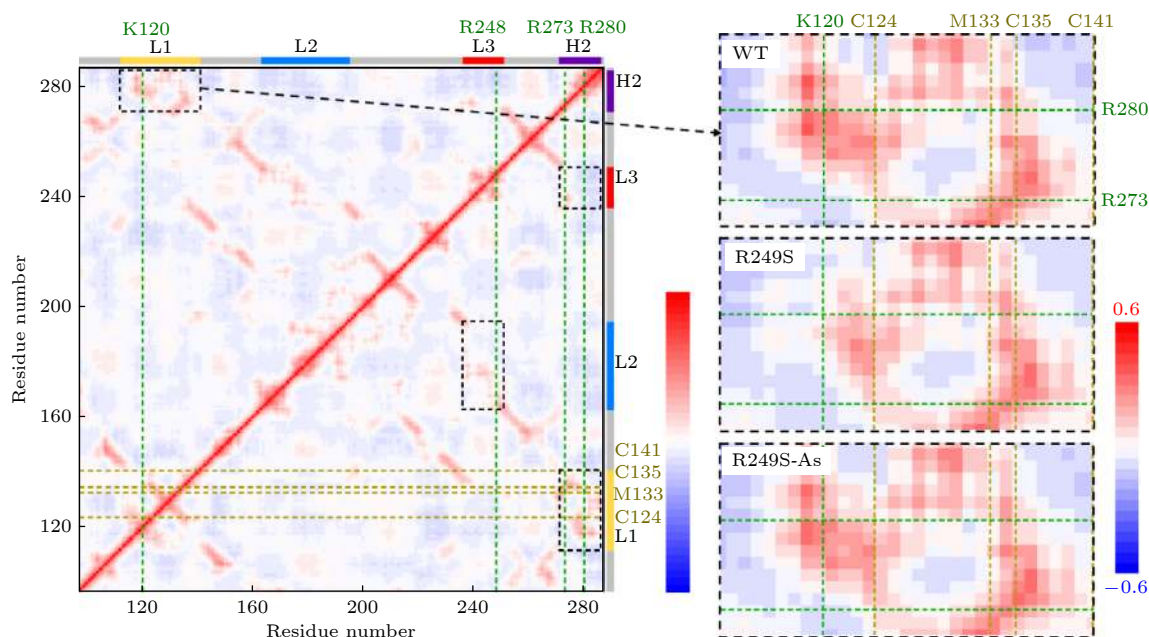 K120
R248 R273 R280
L1
L2
L3
H2
280
240
200
160
120
Residue number
H2
L3
L2
C141
C135
M133
C124
L1
120
160
200
240
280
Residue number
K120 C124 M133 C135 C141
WT
R280
R273
R249S
R249S-As
0.6
−0.6